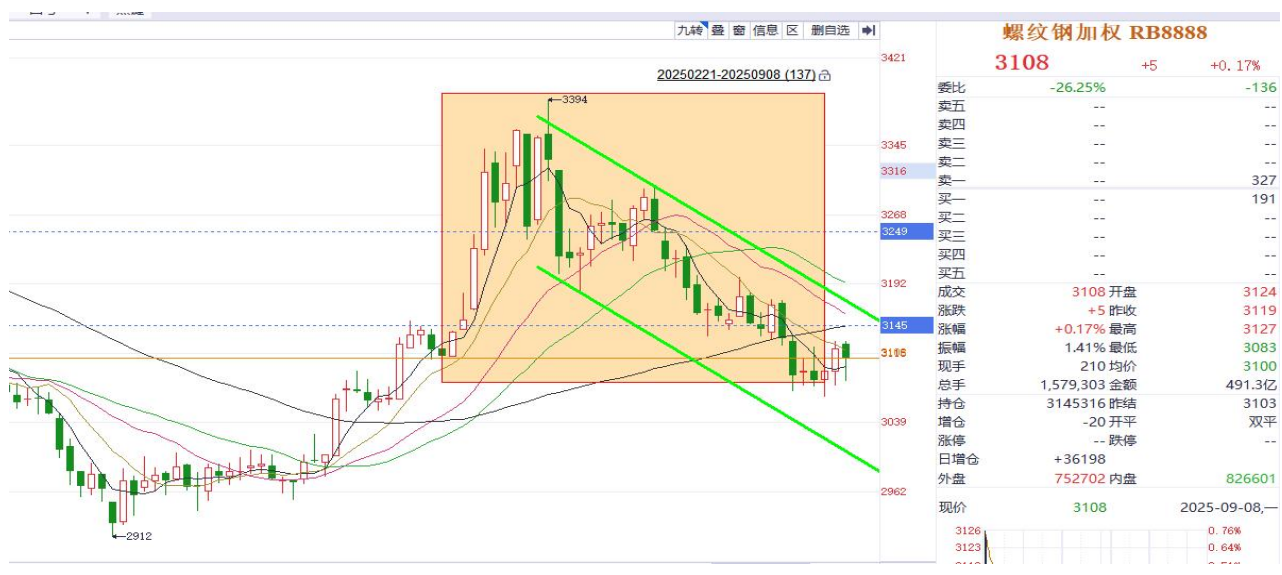 九转 叠 窗 信息 区 删自选
螺纹钢加权 RB8888
3108 +5 +0.17%
20250221-20250908 (137)
3421
3394
3345
3316
3268
3249
3192
3145
3039
2962
2912
委比 -26.25% -136
卖五 --
卖四 -- --
卖三 -- --
卖二 -- --
卖一 -- 327
买一 -- 191
买二 -- --
买三 -- --
买四 -- --
买五 -- --
成交 3108 开盘 3124
涨跌 +5 昨收 3119
涨幅 +0.17% 最高 3127
振幅 1.41% 最低 3083
现手 210 均价 3100
总手 1,579,303 金额 491.3亿
持仓 3145316 昨结 3103
增仓 -20 开平 双平
涨停 -- 跌停 --
日增仓 +36198
外盘 752702 内盘 826601
现价 3108 2025-09-08,一
3126 0.76%
3123 0.64%